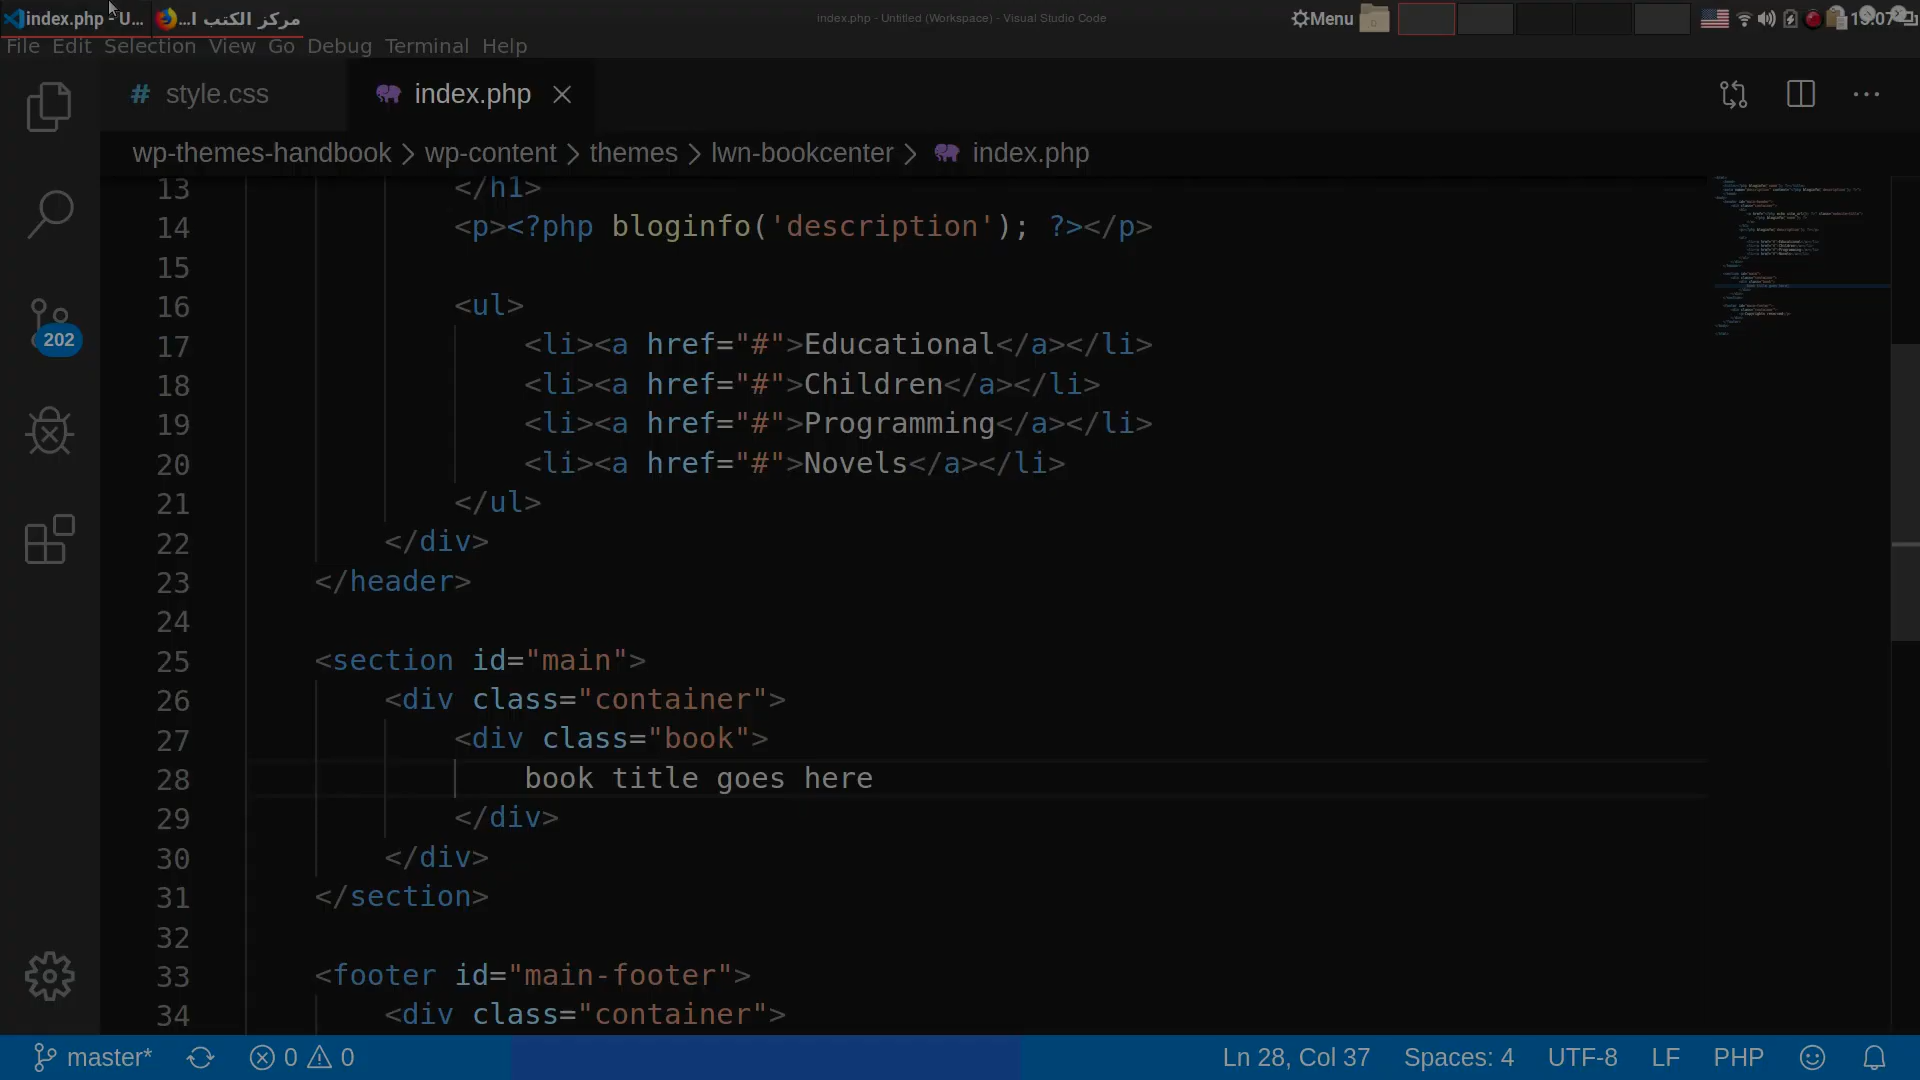 index.php - U...
مركز الكتب ا...
index.php - Untitled (Workspace) - Visual Studio Code
Menu
File Edit Selection View Go Debug Terminal Help
# style.css
index.php
wp-themes-handbook > wp-content > themes > lwn-bookcenter > index.php
13 </h1>
14 <p><?php bloginfo('description'); ?></p>
15
16 <ul>
17 <li><a href="#">Educational</a></li>
18 <li><a href="#">Children</a></li>
19 <li><a href="#">Programming</a></li>
20 <li><a href="#">Novels</a></li>
21 </ul>
22 </div>
23 </header>
24
25 <section id="main">
26 <div class="container">
27 <div class="book">
28 book title goes here
29 </div>
30 </div>
31 </section>
32
33 <footer id="main-footer">
34 <div class="container">
202
master* 0 0 Ln 28, Col 37 Spaces: 4 UTF-8 LF PHP